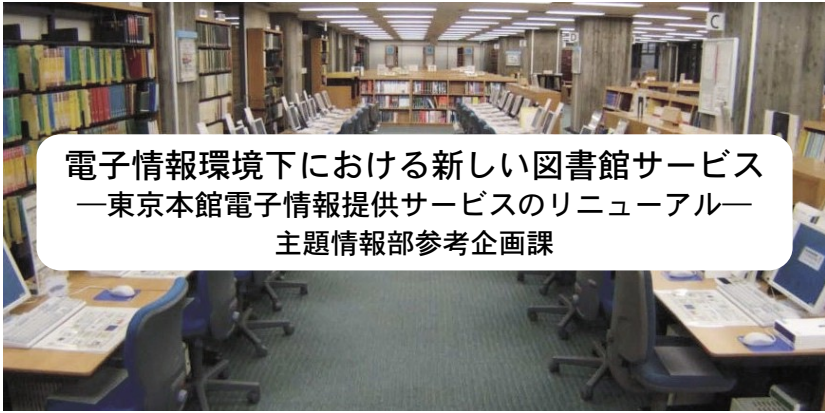 C
電子情報環境下における新しい図書館サービス
―東京本館電子情報提供サービスのリニューアル―
主題情報部参考企画課